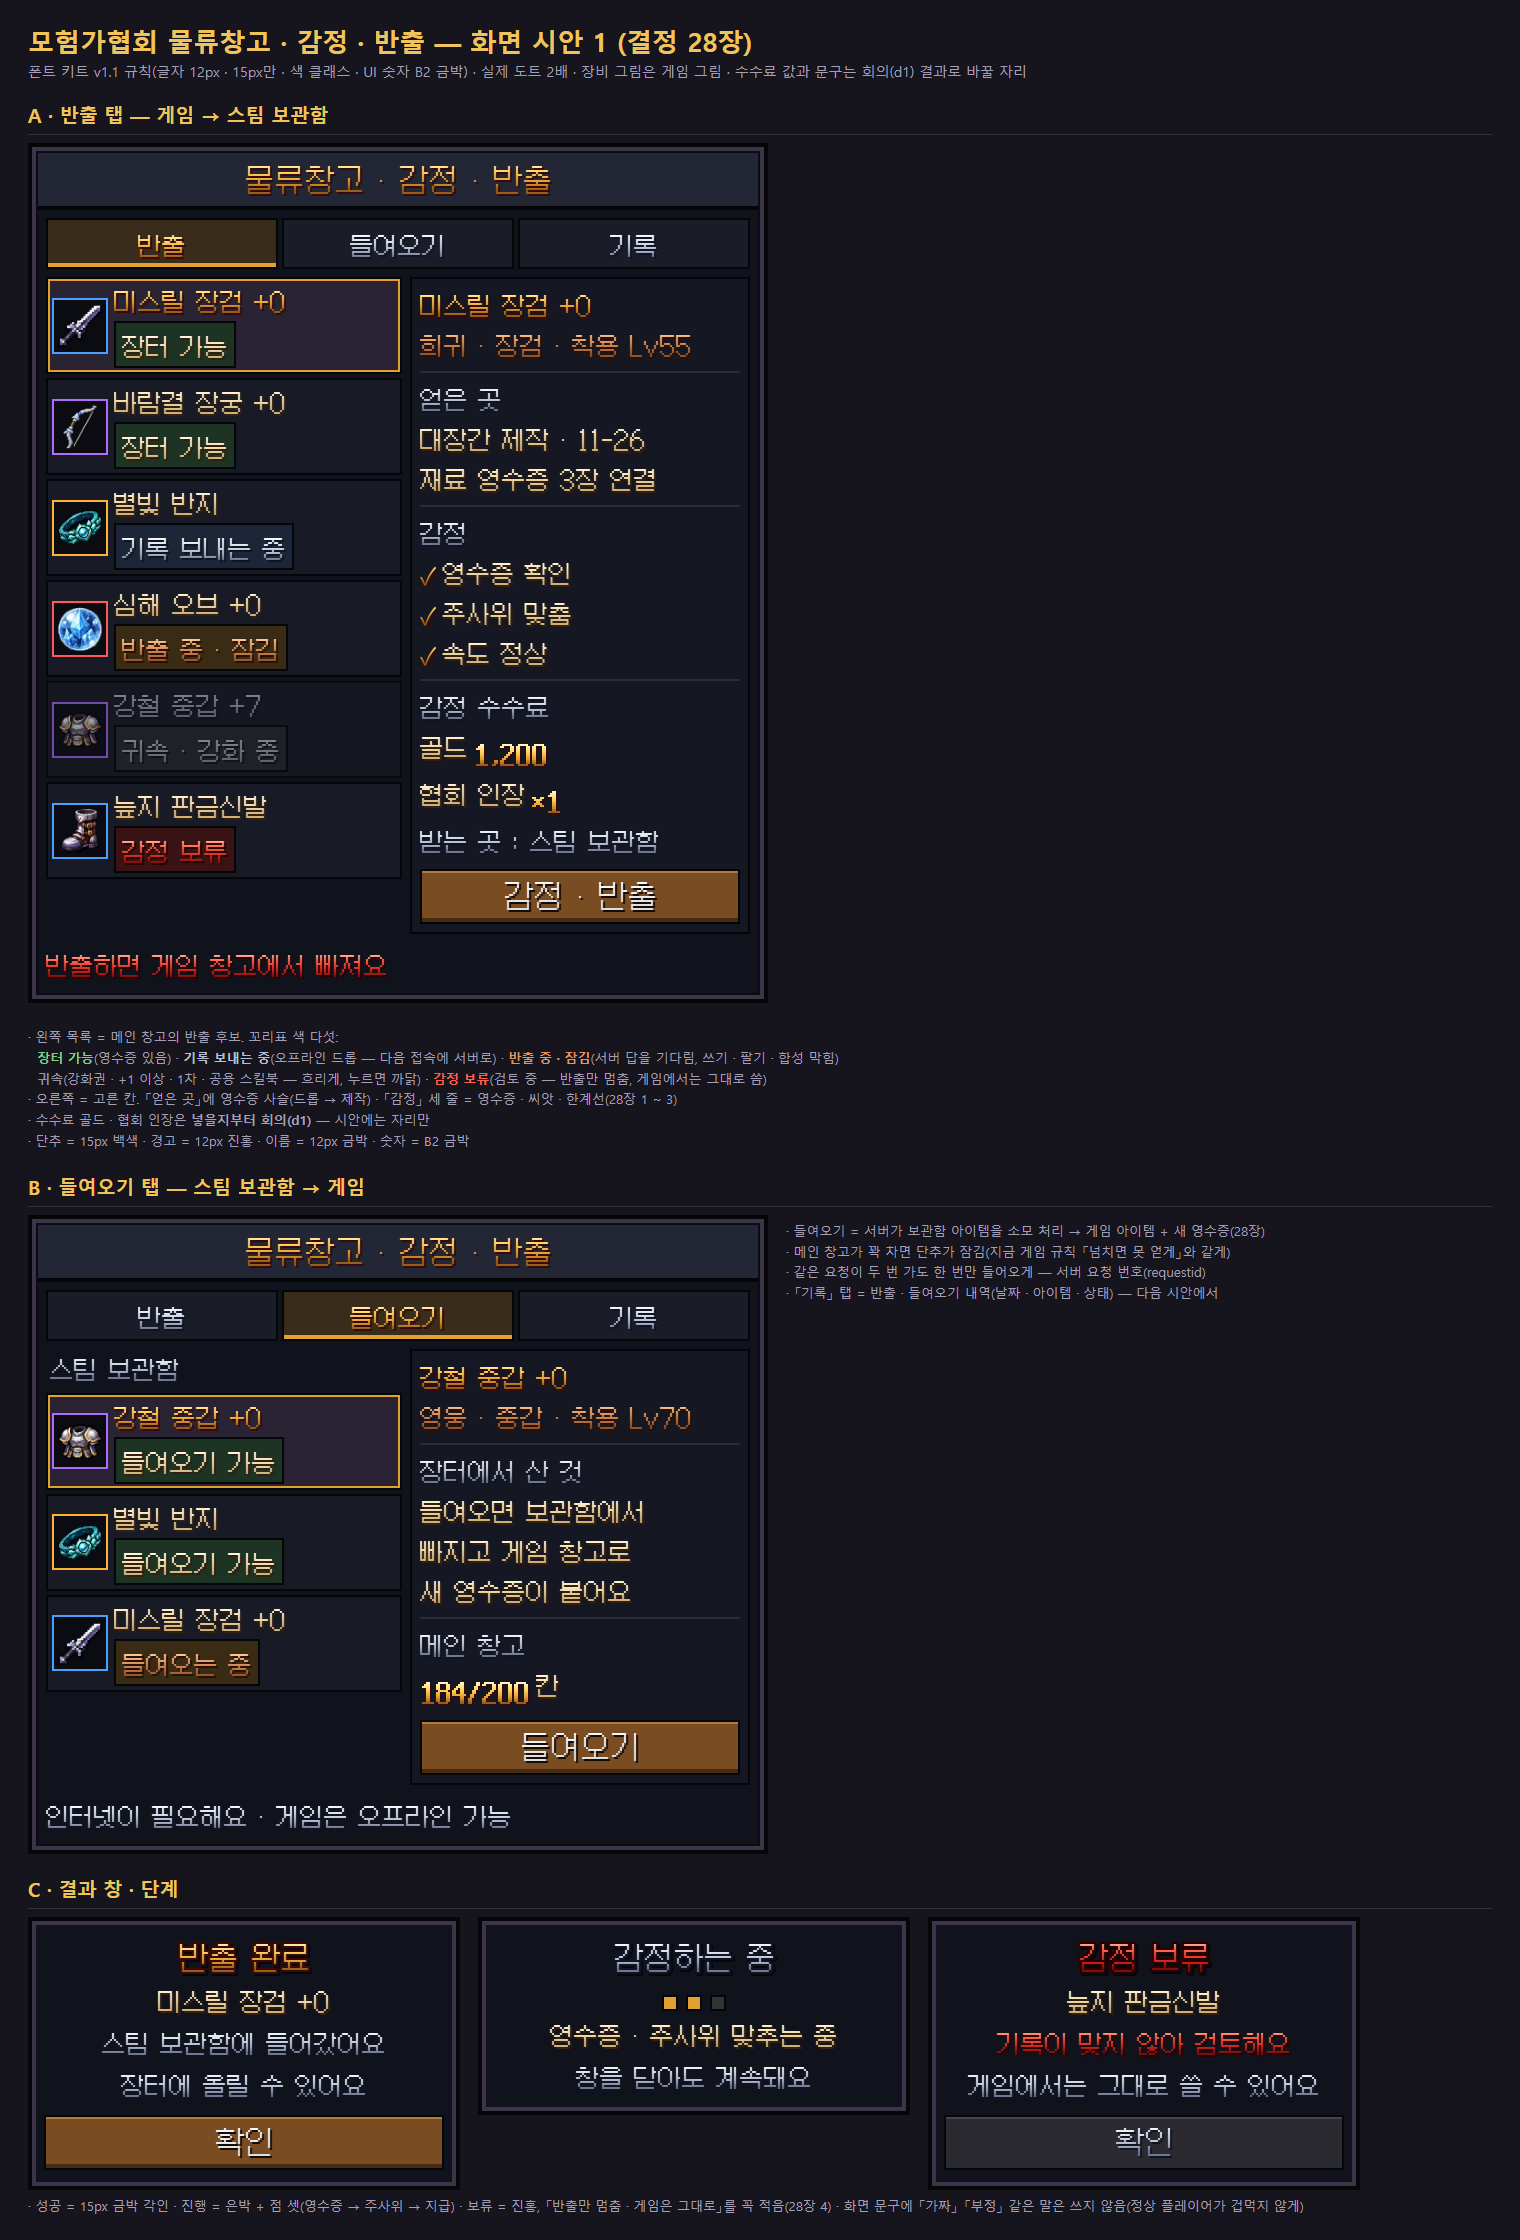 모험가협회 물류창고 · 감정 · 반출 — 화면 시안 1 (결정 28장)
폰트 키트 v1.1 규칙(글자 12px · 15px만 · 색 클래스 · UI 숫자 B2 금박) · 실제 도트 2배 · 장비 그림은 게임 그림 · 수수료 값과 문구는 회의(d1) 결과로 바꿀 자리
A · 반출 탭 — 게임 → 스팀 보관함
물류창고 · 감정 · 반출
반출
들여오기
기록
미스릴 장검 +0
장터 가능
바람결 장궁 +0
장터 가능
별빛 반지
기록 보내는 중
심해 오브 +0
반출 중 · 잠김
강철 중갑 +7
귀속 · 강화 중
늪지 판금신발
감정 보류
미스릴 장검 +0
희귀 · 장검 · 착용 Lv55
얻은 곳
대장간 제작 · 11-26
재료 영수증 3장 연결
감정
✓영수증 확인
✓주사위 맞춤
✓속도 정상
감정 수수료
골드 1,200
협회 인장 ×1
받는 곳 : 스팀 보관함
감정 · 반출
반출하면 게임 창고에서 빠져요
· 왼쪽 목록 = 메인 창고의 반출 후보. 꼬리표 색 다섯:
장터 가능(영수증 있음) · 기록 보내는 중(오프라인 드롭 — 다음 접속에 서버로) · 반출 중 · 잠김(서버 답을 기다림, 쓰기 · 팔기 · 합성 막힘)
귀속(강화권 · +1 이상 · 1차 · 공용 스킬북 — 흐리게, 누르면 까닭) · 감정 보류(검토 중 — 반출만 멈춤, 게임에서는 그대로 씀)
· 오른쪽 = 고른 칸. 「얻은 곳」에 영수증 사슬(드롭 → 제작) · 「감정」 세 줄 = 영수증 · 씨앗 · 한계선(28장 1 ~ 3)
· 수수료 골드 · 협회 인장은 넣을지부터 회의(d1) — 시안에는 자리만
· 단추 = 15px 백색 · 경고 = 12px 진홍 · 이름 = 12px 금박 · 숫자 = B2 금박
B · 들여오기 탭 — 스팀 보관함 → 게임
물류창고 · 감정 · 반출
반출
들여오기
기록
스팀 보관함
강철 중갑 +0
들여오기 가능
별빛 반지
들여오기 가능
미스릴 장검 +0
들여오는 중
강철 중갑 +0
영웅 · 중갑 · 착용 Lv70
장터에서 산 것
들여오면 보관함에서
빠지고 게임 창고로
새 영수증이 붙어요
메인 창고
184/200 칸
들여오기
인터넷이 필요해요 · 게임은 오프라인 가능
· 들여오기 = 서버가 보관함 아이템을 소모 처리 → 게임 아이템 + 새 영수증(28장)
· 메인 창고가 꽉 차면 단추가 잠김(지금 게임 규칙 「넘치면 못 얻게」와 같게)
· 같은 요청이 두 번 가도 한 번만 들어오게 — 서버 요청 번호(requestid)
· 「기록」 탭 = 반출 · 들여오기 내역(날짜 · 아이템 · 상태) — 다음 시안에서
C · 결과 창 · 단계
반출 완료
미스릴 장검 +0
스팀 보관함에 들어갔어요
장터에 올릴 수 있어요
확인
감정하는 중
영수증 · 주사위 맞추는 중
창을 닫아도 계속돼요
감정 보류
늪지 판금신발
기록이 맞지 않아 검토해요
게임에서는 그대로 쓸 수 있어요
확인
· 성공 = 15px 금박 각인 · 진행 = 은박 + 점 셋(영수증 → 주사위 → 지급) · 보류 = 진홍, 「반출만 멈춤 · 게임은 그대로」를 꼭 적음(28장 4) · 화면 문구에 「가짜」 「부정」 같은 말은 쓰지 않음(정상 플레이어가 겁먹지 않게)